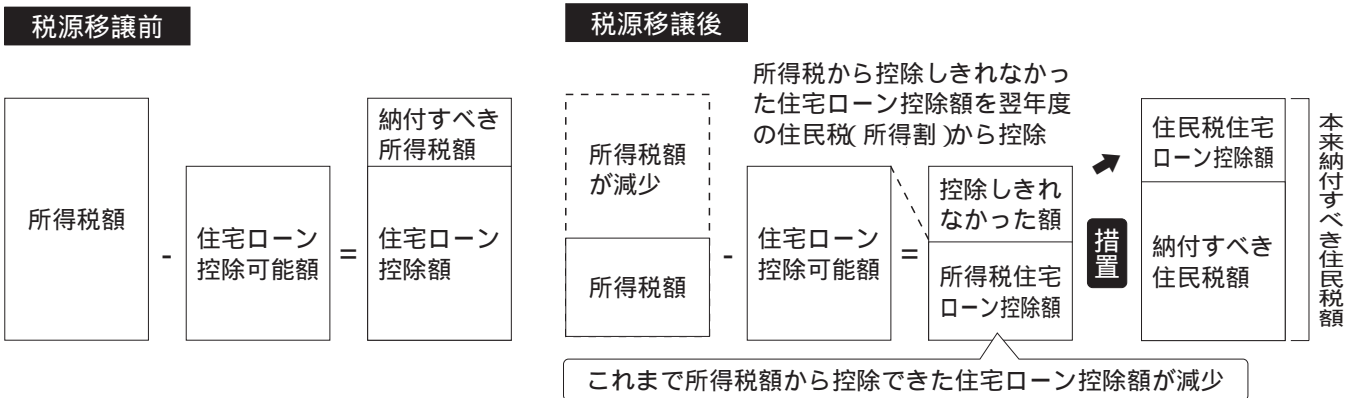 税源移譲前
所得税額
-
住宅ローン
控除可能額
=
納付すべき
所得税額
住宅ローン
控除額
税源移譲後
所得税から控除しきれなかっ
た住宅ローン控除額を翌年度
の住民税(所得割)から控除
所得税額
が減少
所得税額
-
住宅ローン
控除可能額
=
控除しきれ
なかった額
所得税住宅
ローン控除額
措置
住民税住宅
ローン控除額
納付すべき
住民税額
本来納付すべき住民税額
これまで所得税額から控除できた住宅ローン控除額が減少